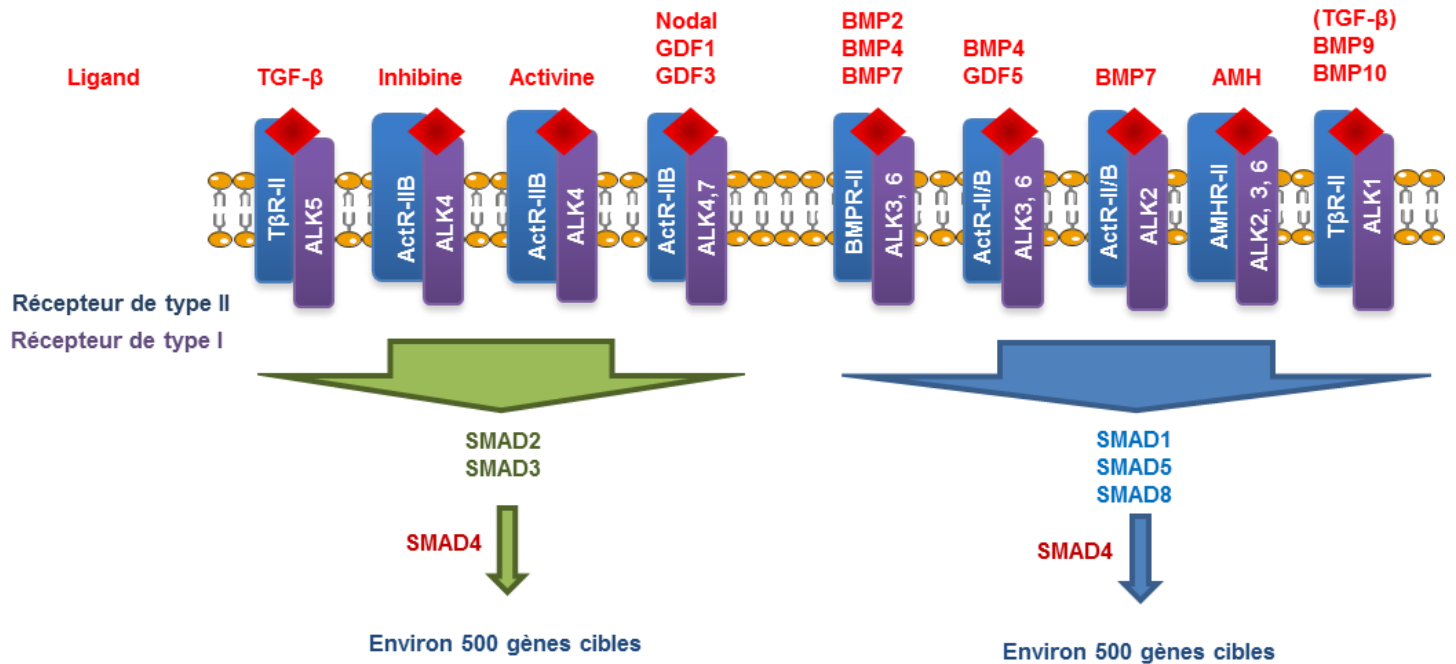 Ligand
TGF-β
Inhibine
Activine
Nodal
GDF1
GDF3
BMP2
BMP4
BMP7
BMP4
GDF5
BMP7
AMH
(TGF-β)
BMP9
BMP10
TβR-II
ALK5
ActR-IIB
ALK4
ActR-IIB
ALK4
ActR-IIB
ALK4,7
BMPR-II
ALK3, 6
ActR-II/B
ALK3, 6
ActR-II/B
ALK2
AMHR-II
ALK2, 3, 6
TβR-II
ALK1
Récepteur de type II
Récepteur de type I
SMAD2
SMAD3
SMAD4
Environ 500 gènes cibles
SMAD1
SMAD5
SMAD8
SMAD4
Environ 500 gènes cibles